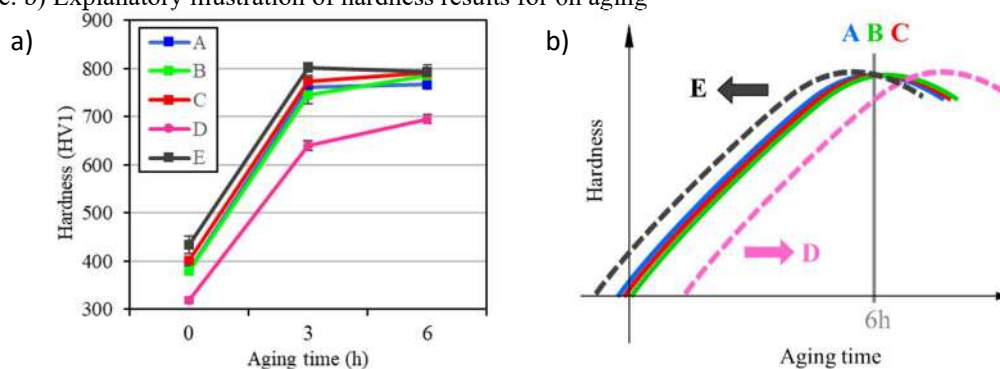 b) Explanatory illustration of hardness results for 6h aging
a)
900
800
700
600
500
400
300
Hardness (HV1)
A
B
C
D
E
0 3 6
Aging time (h)
b)
A B C
E
D
Hardness
6h
Aging time